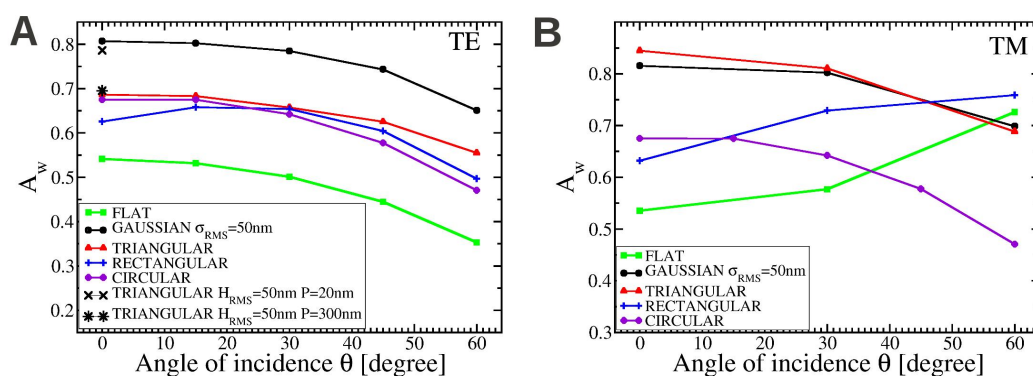 A
TE
0.8
0.7
0.6
0.5
0.4
0.3
0.2
A_w
FLAT
GAUSSIAN σ_RMS=50nm
TRIANGULAR
RECTANGULAR
CIRCULAR
TRIANGULAR H_RMS=50nm P=20nm
TRIANGULAR H_RMS=50nm P=300nm
0 10 20 30 40 50 60
Angle of incidence θ [degree]
B
TM
0.8
0.7
0.6
0.5
0.4
0.3
A_w
FLAT
GAUSSIAN σ_RMS=50nm
TRIANGULAR
RECTANGULAR
CIRCULAR
0 10 20 30 40 50 60
Angle of incidence θ [degree]